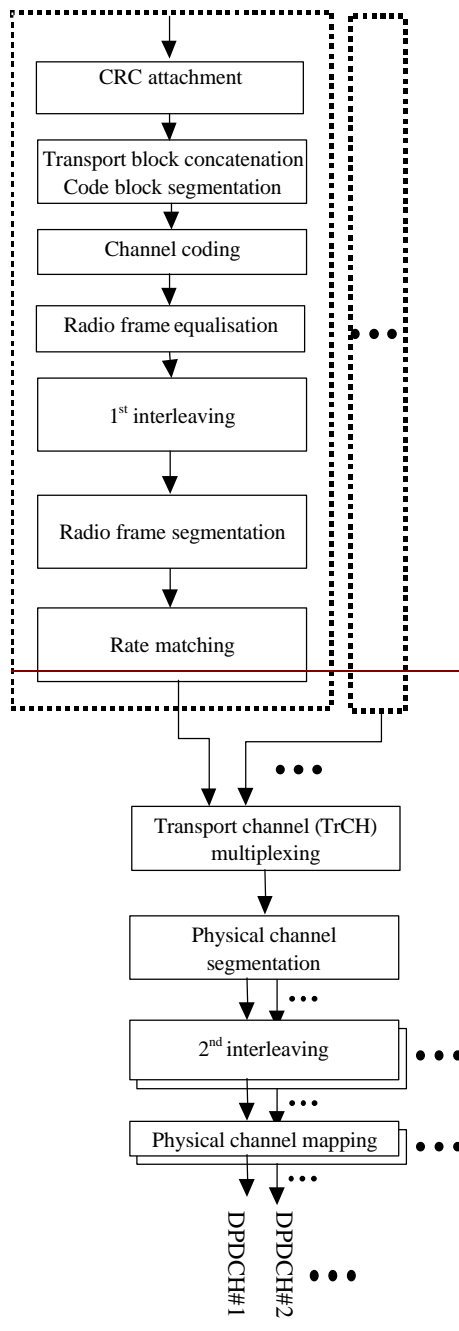 CRC attachment
Transport block concatenation
Code block segmentation
Channel coding
Radio frame equalisation
1st interleaving
Radio frame segmentation
Rate matching
Transport channel (TrCH)
multiplexing
Physical channel
segmentation
2nd interleaving
Physical channel mapping
DPDCH#1
DPDCH#2